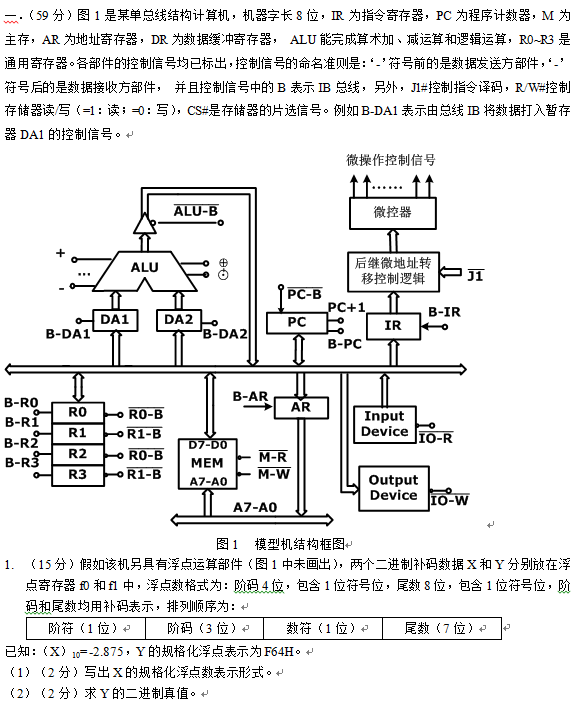 一.（59 分）图 1 是某单总线结构计算机，机器字长 8 位，IR 为指令寄存器，PC 为程序计数器，M 为
主存，AR 为地址寄存器，DR 为数据缓冲寄存器， ALU 能完成算术加、减运算和逻辑运算，R0~R3 是
通用寄存器。各部件的控制信号均已标出，控制信号的命名准则是：‘-’符号前的是数据发送方部件，‘-’
符号后的是数据接收方部件， 并且控制信号中的 B 表示 IB 总线，另外，J1#控制指令译码，R/W#控制
存储器读/写（=1：读；=0：写），CS#是存储器的片选信号。例如 B-DA1 表示由总线 IB 将数据打入暂存
器 DA1 的控制信号。
微操作控制信号
……
微控器
ALU-B
+
...
-
ALU
⊕
⊙
后继微地址转
移控制逻辑
J1
PC-B
PC+1
B-IR
DA1
DA2
PC
IR
B-DA1
B-DA2
B-PC
B-R0
B-R1
B-R2
B-R3
R0
R1
R2
R3
R0-B
R1-B
R0-B
R1-B
B-AR
AR
D7-D0
MEM
A7-A0
M-R
M-W
Input
Device
IO-R
Output
Device
IO-W
A7-A0
图 1 模型机结构框图
1. （15 分）假如该机另具有浮点运算部件（图 1 中未画出），两个二进制补码数据 X 和 Y 分别放在浮
点寄存器 f0 和 f1 中，浮点数格式为：阶码 4 位，包含 1 位符号位，尾数 8 位，包含 1 位符号位，阶
码和尾数均用补码表示，排列顺序为：
阶符（1 位） 阶码（3 位） 数符（1 位） 尾数（7 位）
已知：（X）10= -2.875，Y 的规格化浮点表示为 F64H。
（1）（2 分）写出 X 的规格化浮点数表示形式。
（2）（2 分）求 Y 的二进制真值。